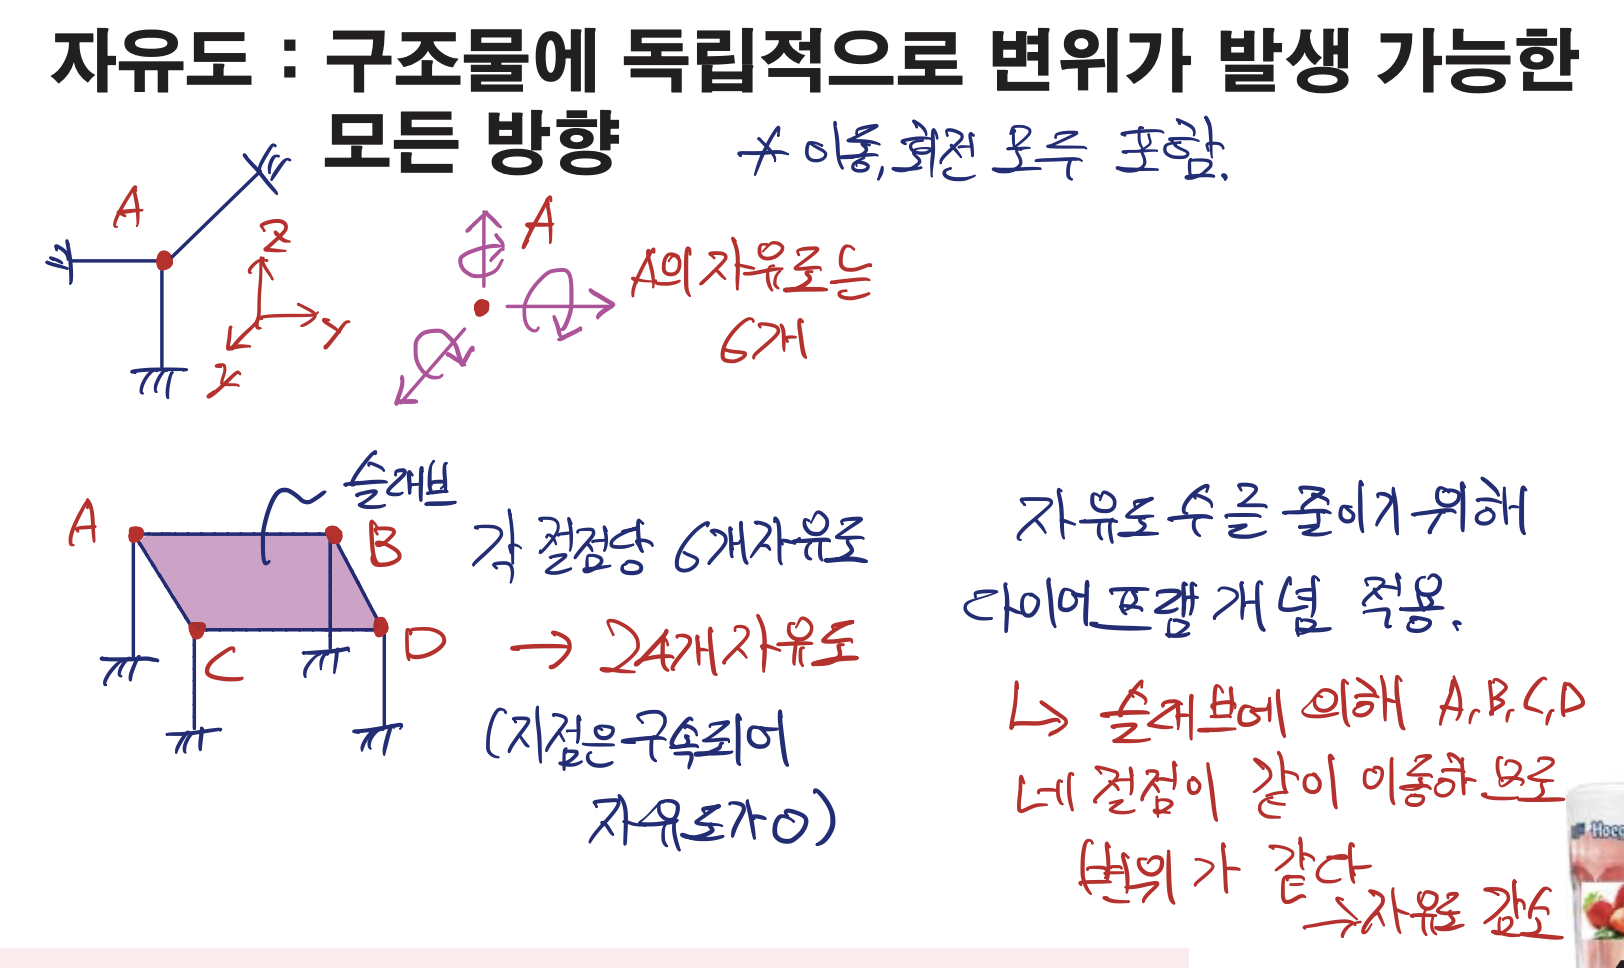 자유도 : 구조물에 독립적으로 변위가 발생 가능한
모든 방향
* 이동, 회전 모두 포함.
A
Z
Y
X
A
A의 자유도는
6개
슬래브
A
B
C
D
각 절점당 6개 자유도
→ 24개 자유도
(지점은 구속되어
자유도가 0)
자유도 수를 줄이기 위해
다이어프램 개념 적용.
↳ 슬래브에 의해 A, B, C, D
네 절점이 같이 이동하므로
변위가 같다
→ 자유도 감소